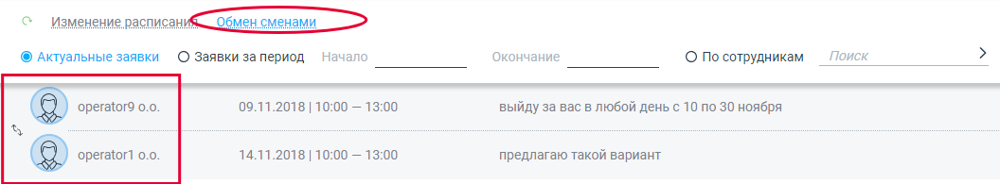 Изменение расписания Обмен сменами
Актуальные заявки Заявки за период Начало Окончание По сотрудникам Поиск
operator9 o.o. 09.11.2018 | 10:00 — 13:00 выйду за вас в любой день с 10 по 30 ноября
operator1 o.o. 14.11.2018 | 10:00 — 13:00 предлагаю такой вариант